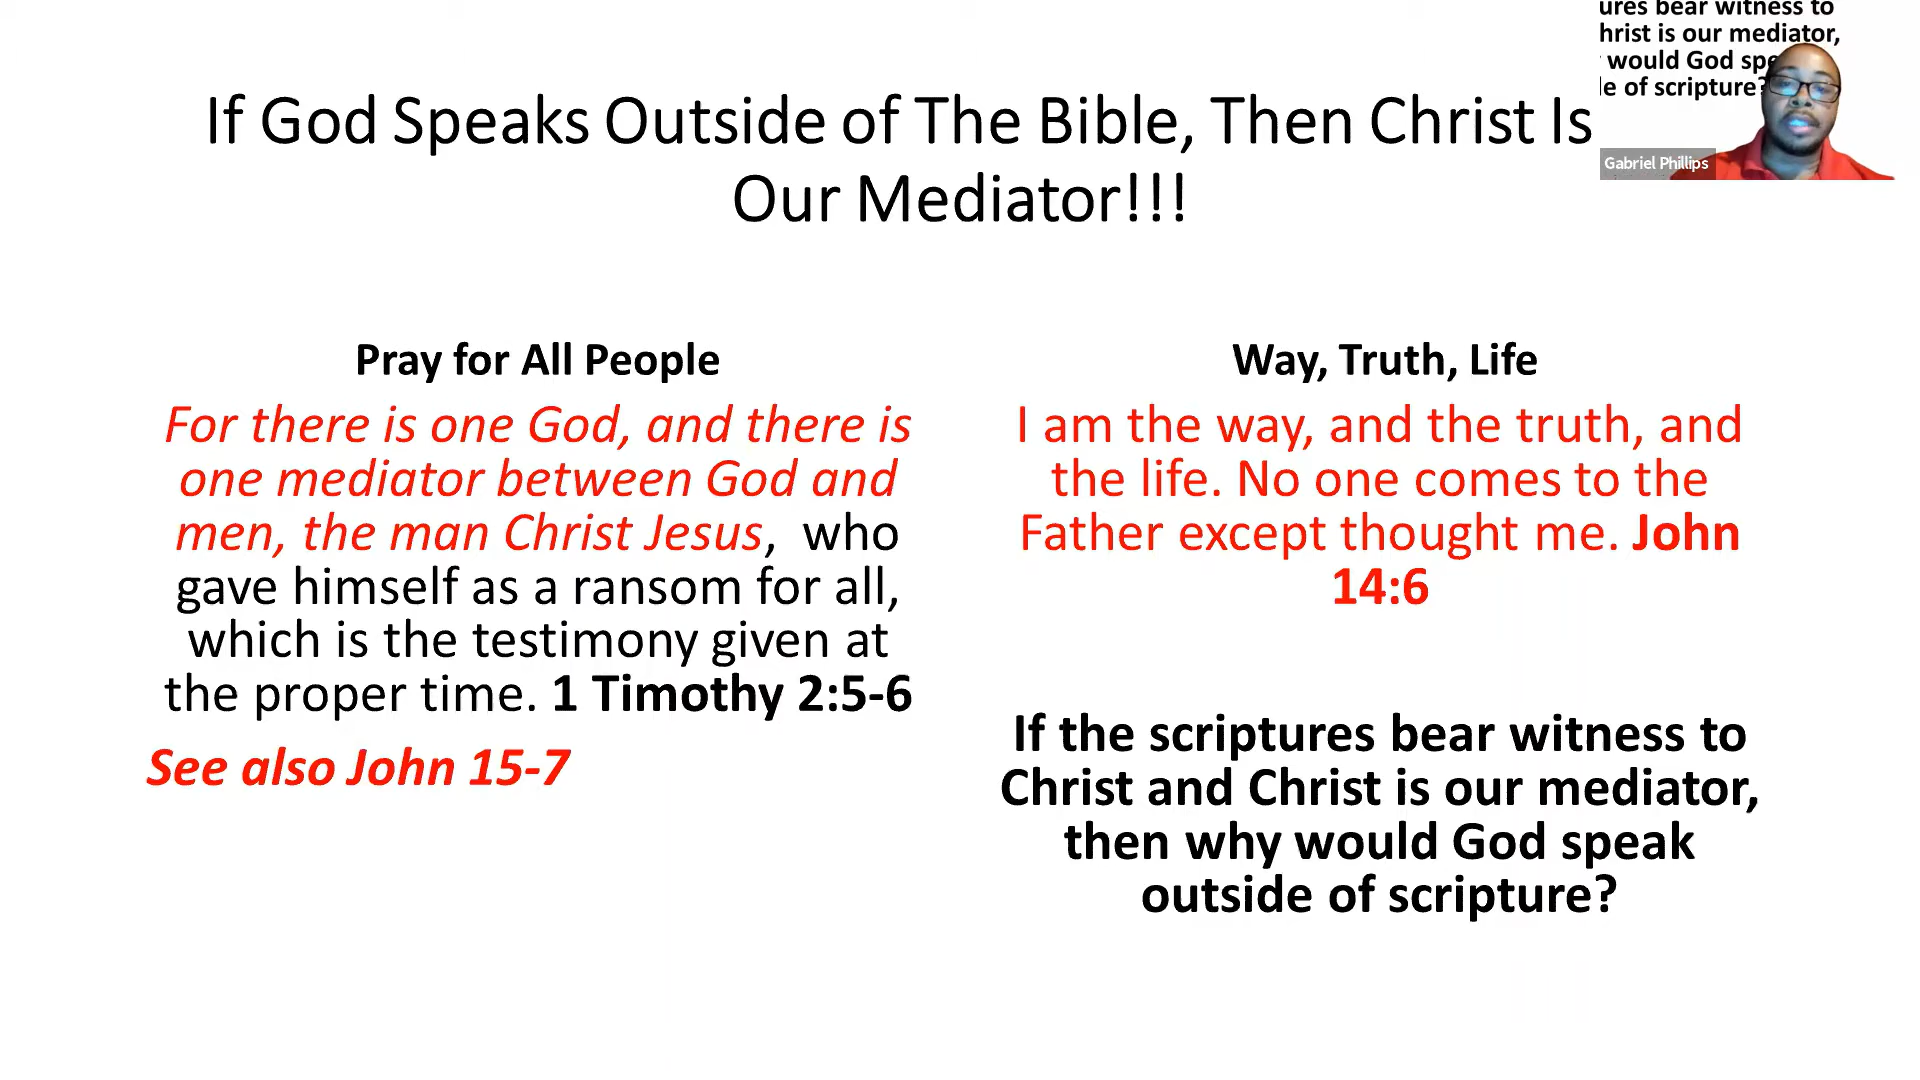 ures bear witness to
hrist is our mediator,
would God spe
le of scripture?
Gabriel Phillips
If God Speaks Outside of The Bible, Then Christ Is
Our Mediator!!!
Pray for All People
For there is one God, and there is
one mediator between God and
men, the man Christ Jesus,  who
gave himself as a ransom for all,
which is the testimony given at
the proper time. 1 Timothy 2:5-6
See also John 15-7
Way, Truth, Life
I am the way, and the truth, and
the life. No one comes to the
Father except thought me. John
14:6
If the scriptures bear witness to
Christ and Christ is our mediator,
then why would God speak
outside of scripture?